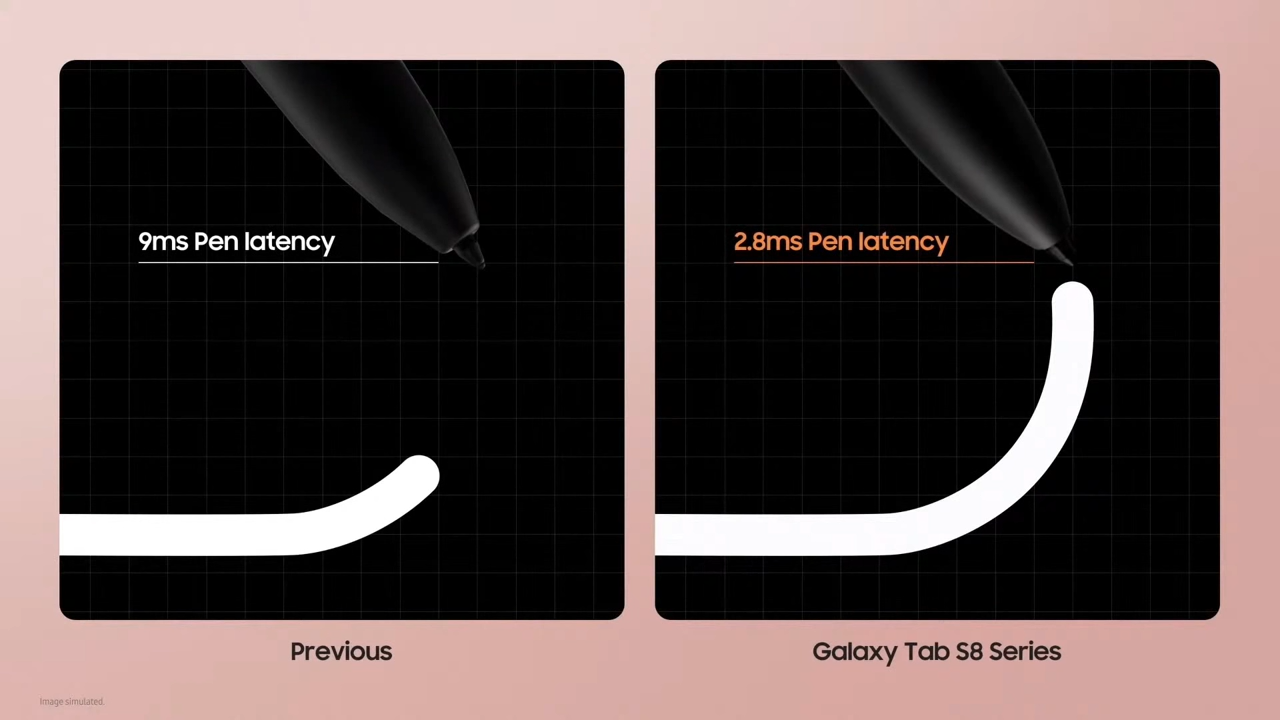 9ms Pen latency
2.8ms Pen latency
Previous
Galaxy Tab S8 Series
Image simulated.